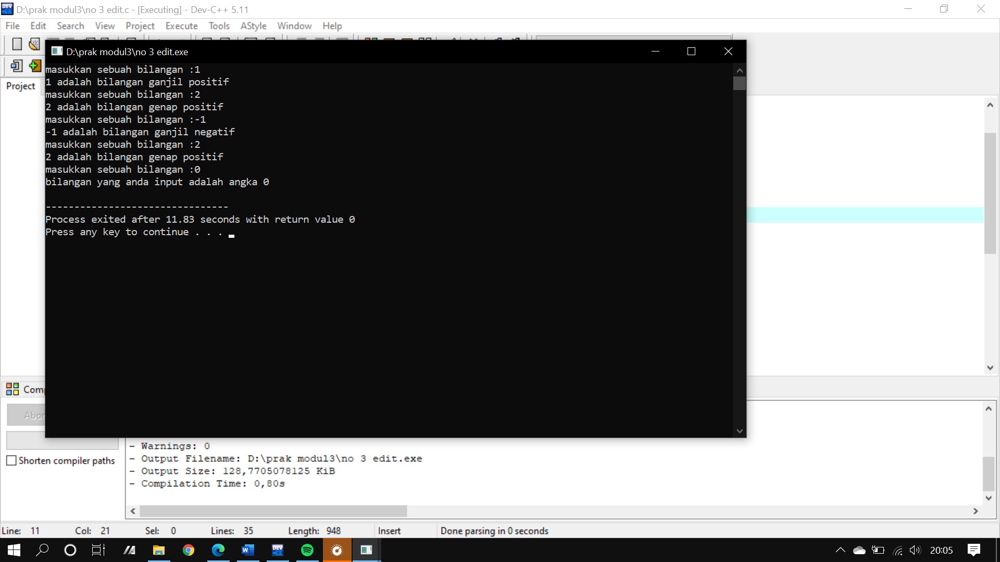 D:\prak modul3\no 3 edit.c - [Executing] - Dev-C++ 5.11
File Edit Search View Project Execute Tools AStyle Window Help
D:\prak modul3\no 3 edit.exe
Project
masukkan sebuah bilangan :1
1 adalah bilangan ganjil positif
masukkan sebuah bilangan :2
2 adalah bilangan genap positif
masukkan sebuah bilangan :-1
-1 adalah bilangan ganjil negatif
masukkan sebuah bilangan :2
2 adalah bilangan genap positif
masukkan sebuah bilangan :0
bilangan yang anda input adalah angka 0
--------------------------------
Process exited after 11.83 seconds with return value 0
Press any key to continue . . .
Comp
Abor
Shorten compiler paths
- Warnings: 0
- Output Filename: D:\prak modul3\no 3 edit.exe
- Output Size: 128,7705078125 KiB
- Compilation Time: 0,80s
Line: 11 Col: 21 Sel: 0 Lines: 35 Length: 948 Insert Done parsing in 0 seconds
20:05